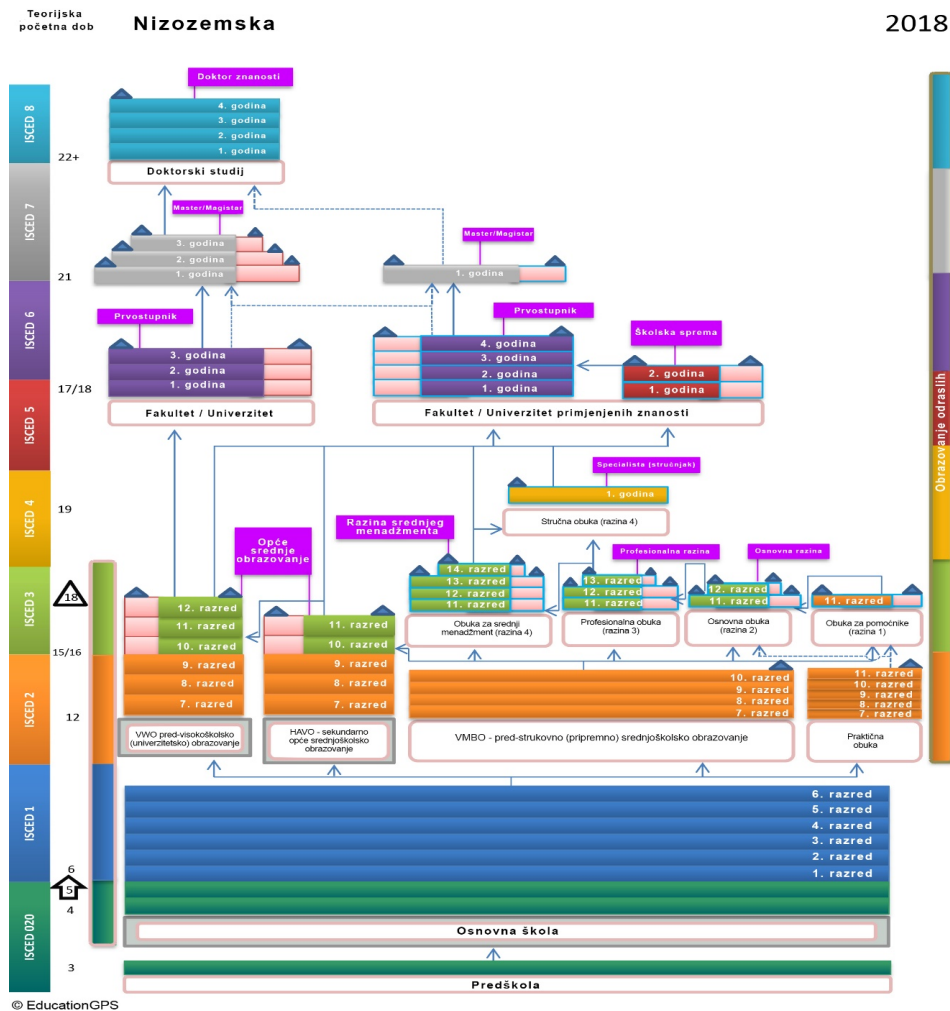 Teorijska
početna dob
Nizozemska
2018
Doktor znanosti
4. godina
3. godina
2. godina
1. godina
Doktorski studij
ISCED 8
22+
ISCED 7
Master/Magistar
3. godina
2. godina
1. godina
Master/Magistar
1. godina
21
ISCED 6
Prvostupnik
3. godina
2. godina
1. godina
Fakultet / Univerzitet
Prvostupnik
4. godina
3. godina
2. godina
1. godina
Školska sprema
2. godina
1. godina
Fakultet / Univerzitet primjenjenih znanosti
17/18
ISCED 5
Obrazovanje odraslih
ISCED 4
19
Specialista (stručnjak)
1. godina
Stručna obuka (razina 4)
Opće
srednje
obrazovanje
Razina srednjeg
menadžmenta
Profesionalna razina
Osnovna razina
ISCED 3
18
15/16
12. razred
11. razred
10. razred
11. razred
10. razred
14. razred
13. razred
12. razred
11. razred
Obuka za srednji
menadžment (razina 4)
13. razred
12. razred
11. razred
Profesionalna obuka
(razina 3)
12. razred
11. razred
Osnovna obuka
(razina 2)
11. razred
Obuka za pomoćnike
(razina 1)
ISCED 2
12
9. razred
8. razred
7. razred
VWO pred-visokoškolsko
(univerzitetsko) obrazovanje
9. razred
8. razred
7. razred
HAVO - sekundarno
opće srednjoškolsko
obrazovanje
10. razred
9. razred
8. razred
7. razred
VMBO - pred-strukovno (pripremno) srednjoškolsko obrazovanje
11. razred
10. razred
9. razred
8. razred
7. razred
Praktična
obuka
ISCED 1
6. razred
5. razred
4. razred
3. razred
2. razred
1. razred
6
5
4
ISCED 020
Osnovna škola
3
Predškola
© EducationGPS